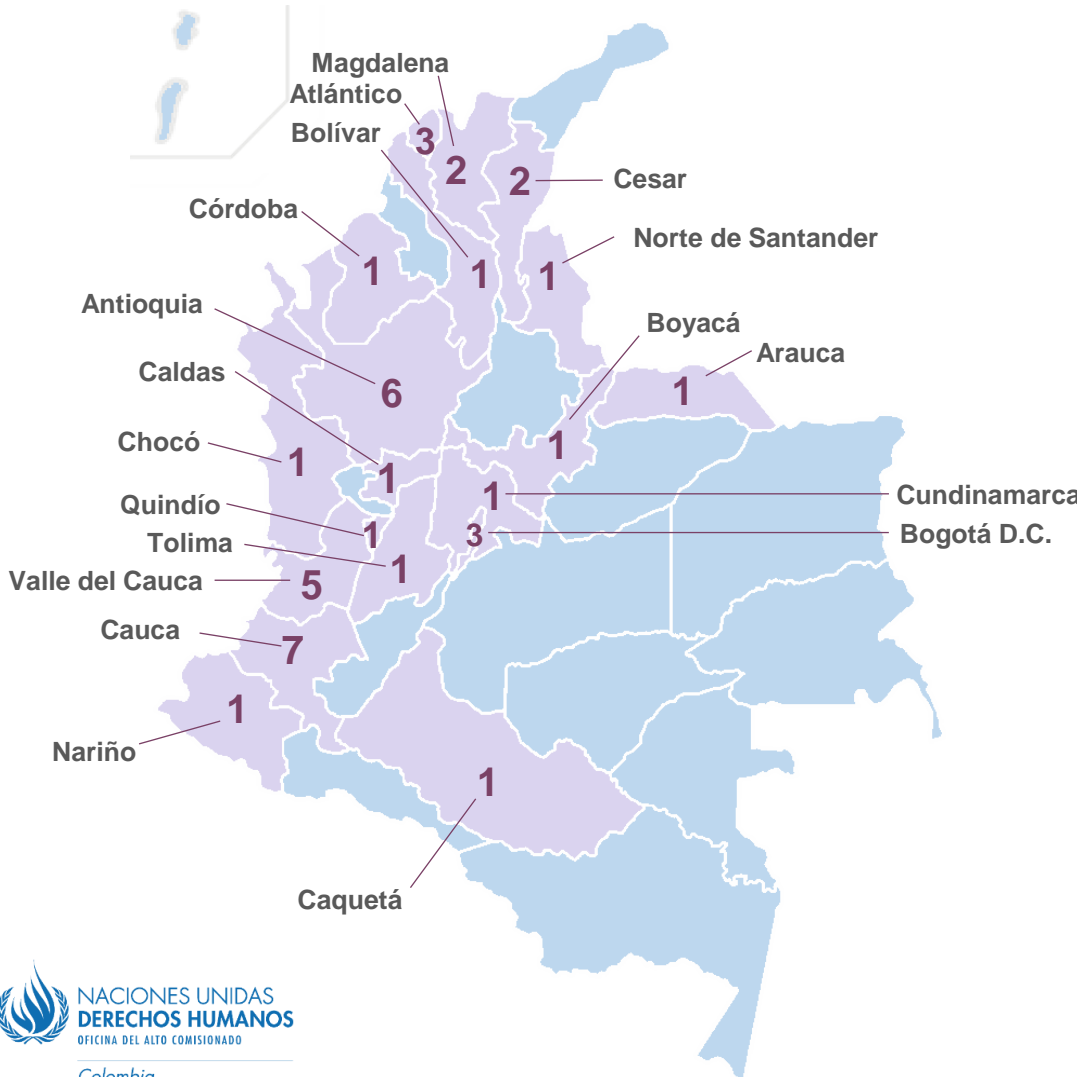 Magdalena
Atlántico
3
Bolívar
2
2
Cesar
Córdoba
Norte de Santander
1
1
1
Antioquia
Boyacá
Arauca
Caldas
6
1
Chocó
1
1
1
Quindío
1
Cundinamarca
1
3
Bogotá D.C.
Tolima
1
Valle del Cauca
5
Cauca
7
1
Nariño
1
Caquetá
NACIONES UNIDAS
DERECHOS HUMANOS
OFICINA DEL ALTO COMISIONADO
Colombia